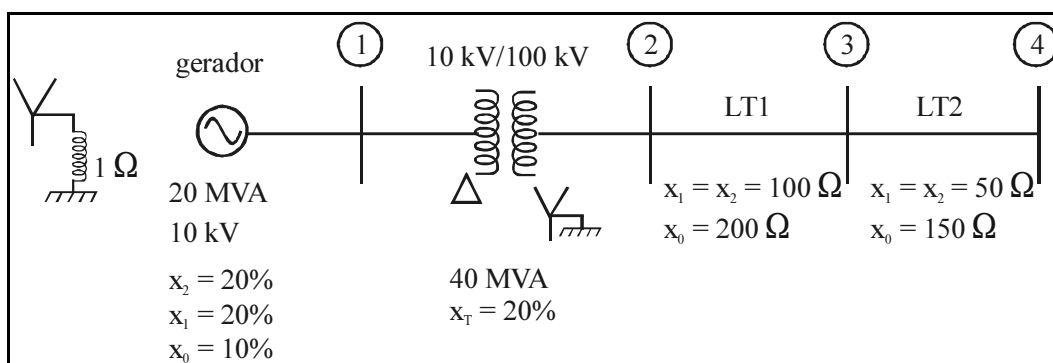 1
2
3
4
gerador
10 kV/100 kV
LT1
LT2
1 Ω
20 MVA
10 kV
x₂ = 20%
x₁ = 20%
x₀ = 10%
40 MVA
x_T = 20%
x₁ = x₂ = 100 Ω
x₀ = 200 Ω
x₁ = x₂ = 50 Ω
x₀ = 150 Ω